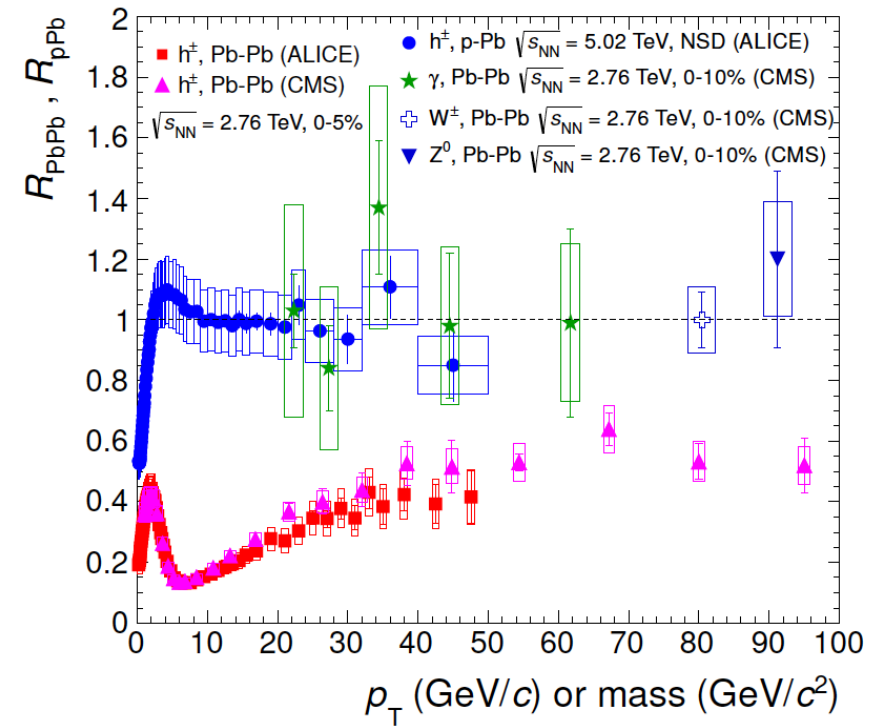 R_PbPb , R_pPb
2
1.8
1.6
1.4
1.2
1
0.8
0.6
0.4
0.2
0
h±, Pb-Pb (ALICE)
h±, Pb-Pb (CMS)
√s_NN = 2.76 TeV, 0-5%
h±, p-Pb √s_NN = 5.02 TeV, NSD (ALICE)
γ, Pb-Pb √s_NN = 2.76 TeV, 0-10% (CMS)
W±, Pb-Pb √s_NN = 2.76 TeV, 0-10% (CMS)
Z⁰, Pb-Pb √s_NN = 2.76 TeV, 0-10% (CMS)
0 10 20 30 40 50 60 70 80 90 100
p_T (GeV/c) or mass (GeV/c²)